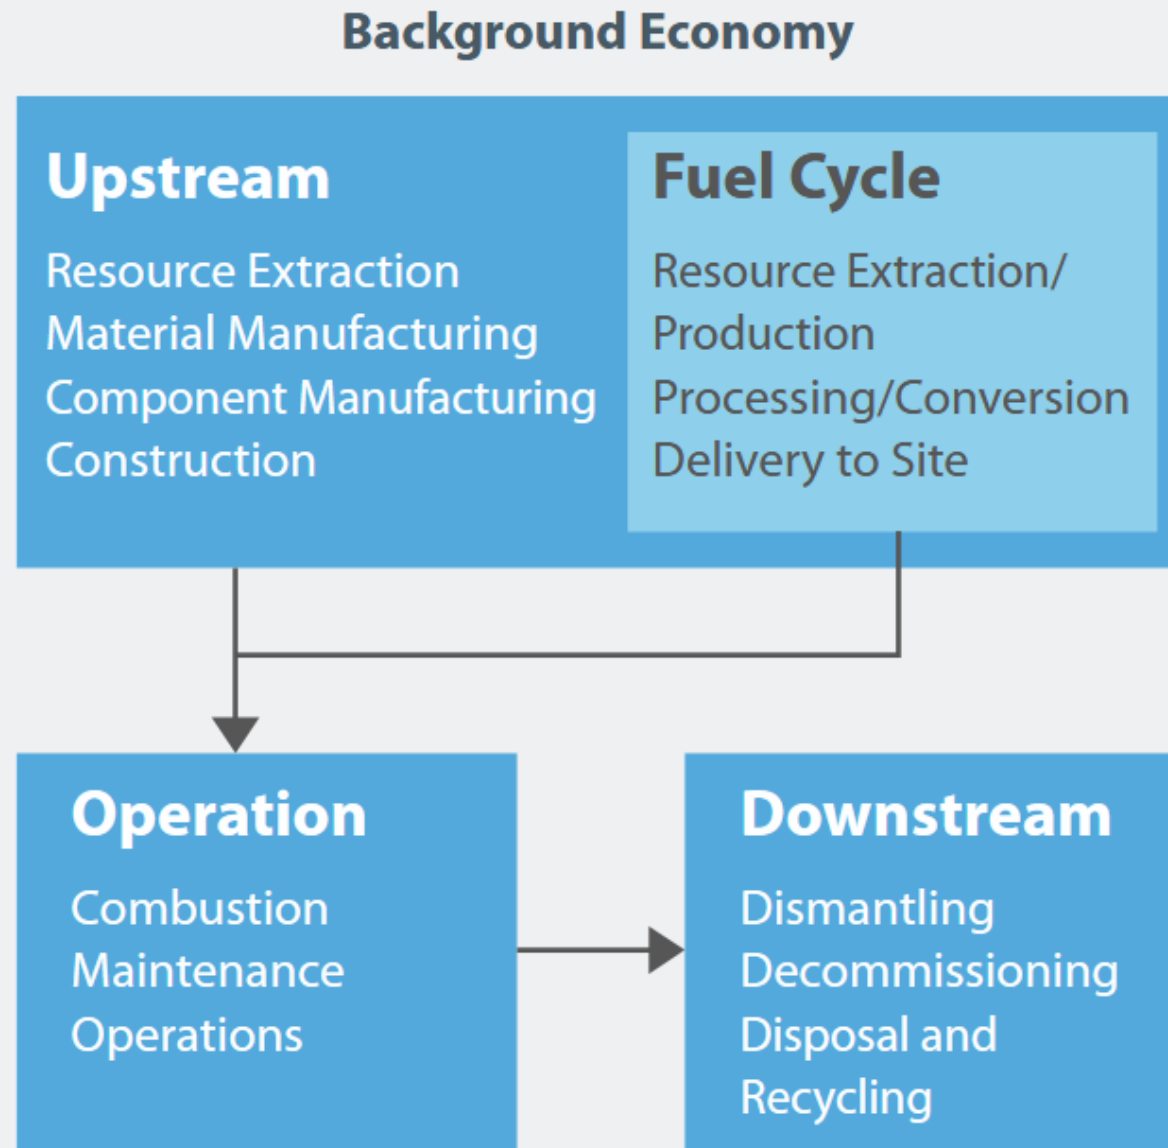 Background Economy
Upstream
Resource Extraction
Material Manufacturing
Component Manufacturing
Construction
Fuel Cycle
Resource Extraction/
Production
Processing/Conversion
Delivery to Site
Operation
Combustion
Maintenance
Operations
Downstream
Dismantling
Decommissioning
Disposal and
Recycling